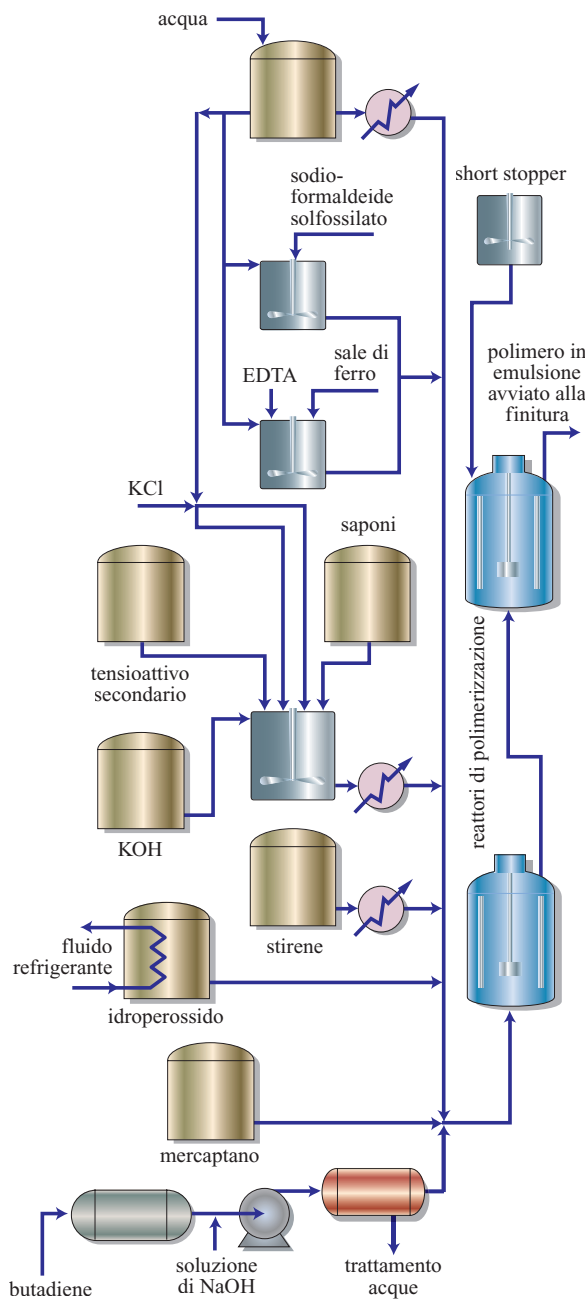 acqua
sodio-
formaldeide
solfossilato
short stopper
EDTA
sale di
ferro
polimero in
emulsione
avviato alla
finitura
KCl
saponi
tensioattivo
secondario
reattori di polimerizzazione
KOH
stirene
fluido
refrigerante
idroperossido
mercaptano
butadiene
soluzione
di NaOH
trattamento
acque